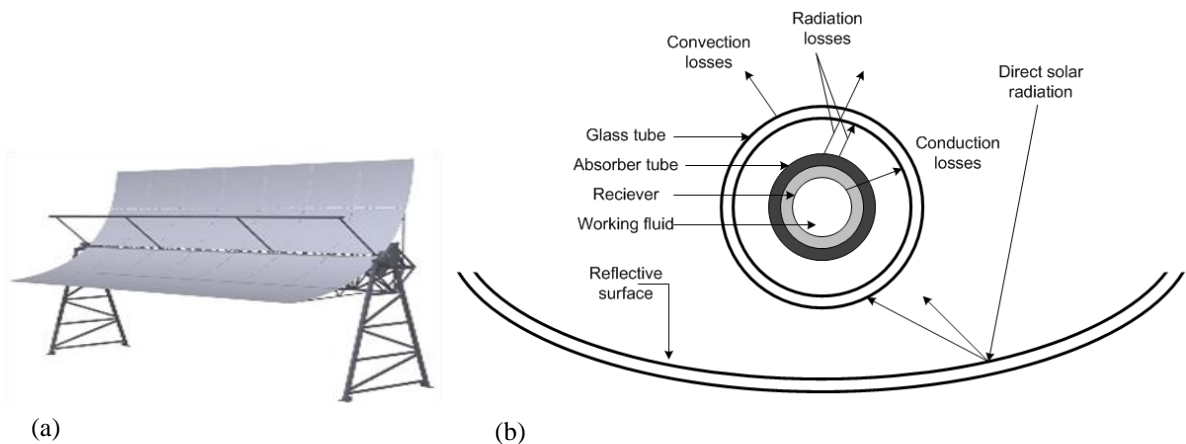 Radiation
losses
Convection
losses
Direct solar
radiation
Glass tube
Conduction
losses
Absorber tube
Reciever
Working fluid
Reflective
surface
(a)
(b)